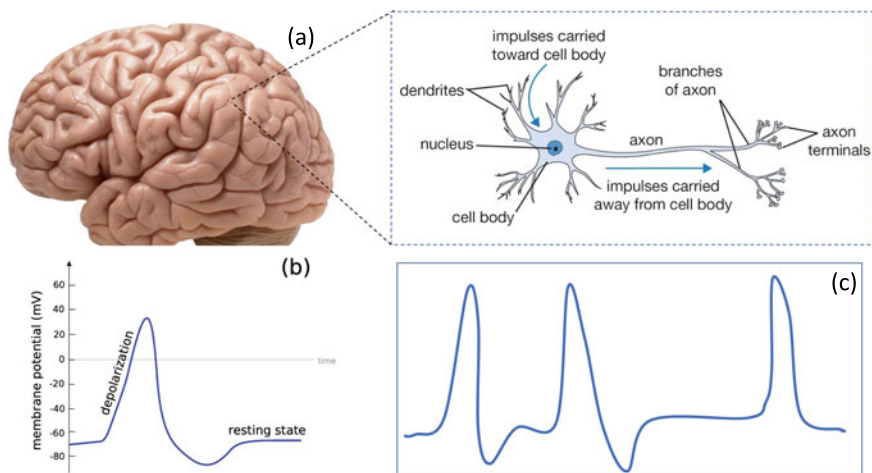 (a)
impulses carried
toward cell body
dendrites
branches
of axon
nucleus
axon
axon
terminals
impulses carried
away from cell body
cell body
(b)
membrane potential (mV)
60
40
20
0
-20
-40
-60
-80
depolarization
time
resting state
(c)